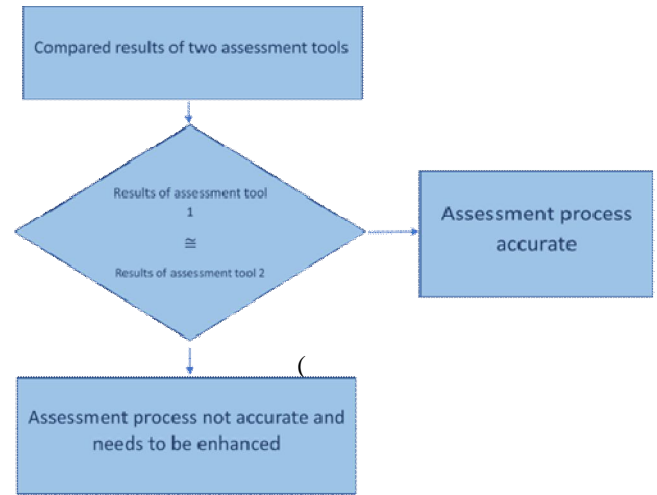 Compared results of two assessment tools
Results of assessment tool
1
≅
Results of assessment tool 2
Assessment process
accurate
(
Assessment process not accurate and
needs to be enhanced